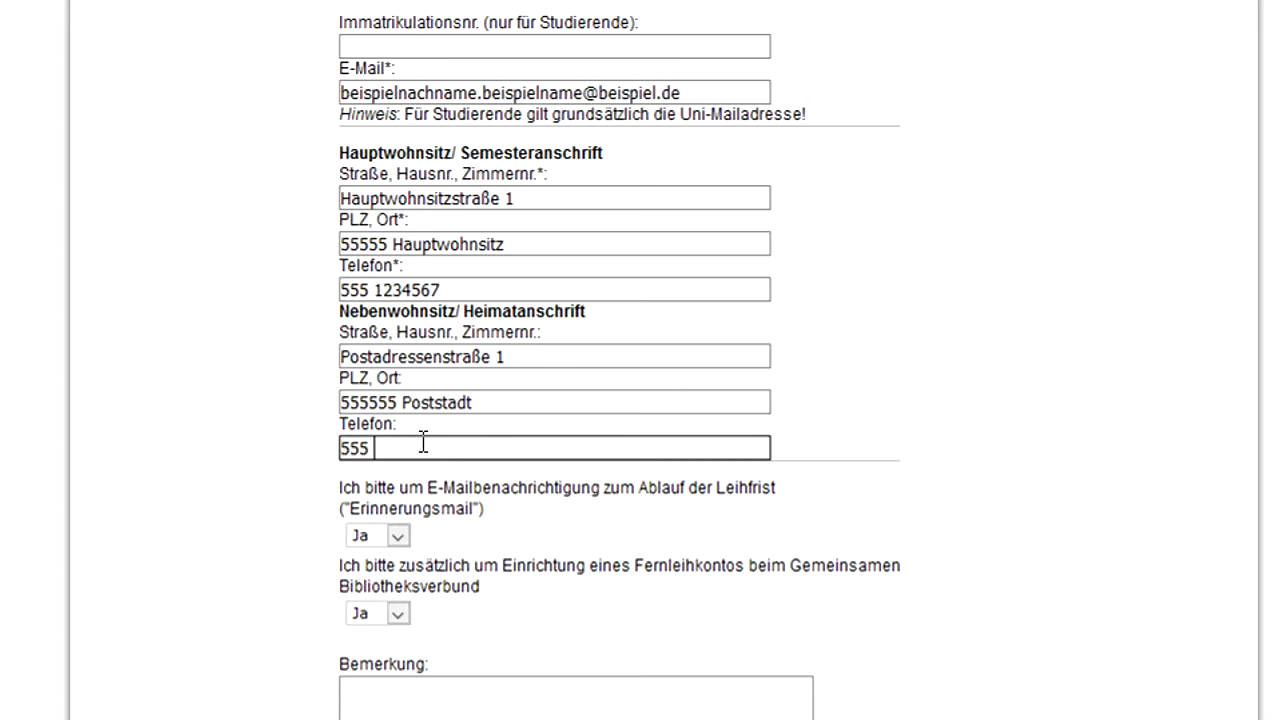 Immatrikulationsnr. (nur für Studierende):
E-Mail*:
beispielnachname.beispielname@beispiel.de
Hinweis: Für Studierende gilt grundsätzlich die Uni-Mailadresse!
Hauptwohnsitz/ Semesteranschrift
Straße, Hausnr., Zimmernr.*:
Hauptwohnsitzstraße 1
PLZ, Ort*:
55555 Hauptwohnsitz
Telefon*:
555 1234567
Nebenwohnsitz/ Heimatanschrift
Straße, Hausnr., Zimmernr.:
Postadressenstraße 1
PLZ, Ort:
555555 Poststadt
Telefon:
555
Ich bitte um E-Mailbenachrichtigung zum Ablauf der Leihfrist
("Erinnerungsmail")
Ja
Ich bitte zusätzlich um Einrichtung eines Fernleihkontos beim Gemeinsamen
Bibliotheksverbund
Ja
Bemerkung: